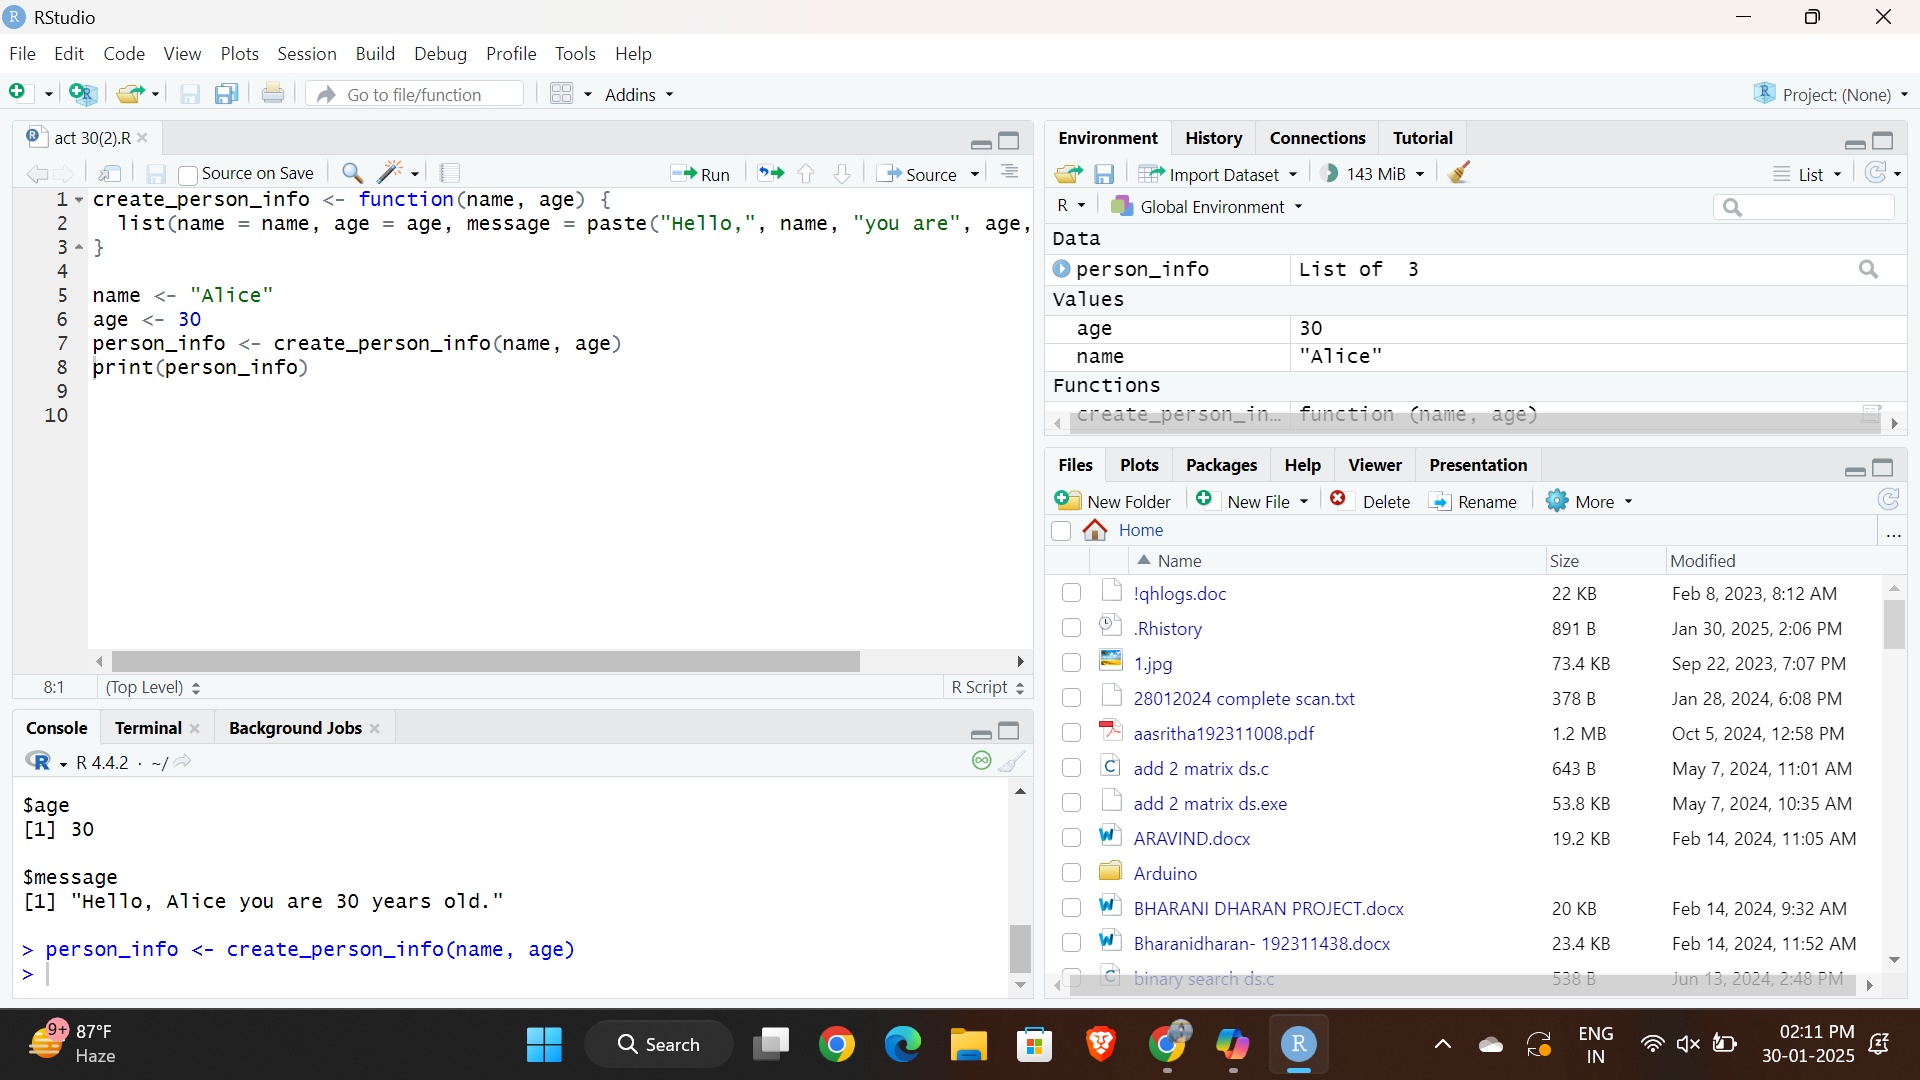 RStudio
File Edit Code View Plots Session Build Debug Profile Tools Help
Go to file/function Addins Project: (None)
act 30(2).R
Source on Save Run Source
1 create_person_info <- function(name, age) {
2 list(name = name, age = age, message = paste("Hello,", name, "you are", age,
3 }
4
5 name <- "Alice"
6 age <- 30
7 person_info <- create_person_info(name, age)
8 print(person_info)
9
10
8:1 (Top Level) R Script
Console Terminal Background Jobs
R 4.4.2 · ~/
$age
[1] 30
$message
[1] "Hello, Alice you are 30 years old."
> person_info <- create_person_info(name, age)
>
Environment History Connections Tutorial
Import Dataset 143 MiB List
R Global Environment
Data
person_info List of 3
Values
age 30
name "Alice"
Functions
create_person_in… function (name, age)
Files Plots Packages Help Viewer Presentation
New Folder New File Delete Rename More
Home ...
Name Size Modified
!qhlogs.doc 22 KB Feb 8, 2023, 8:12 AM
.Rhistory 891 B Jan 30, 2025, 2:06 PM
1.jpg 73.4 KB Sep 22, 2023, 7:07 PM
28012024 complete scan.txt 378 B Jan 28, 2024, 6:08 PM
aasritha192311008.pdf 1.2 MB Oct 5, 2024, 12:58 PM
add 2 matrix ds.c 643 B May 7, 2024, 11:01 AM
add 2 matrix ds.exe 53.8 KB May 7, 2024, 10:35 AM
ARAVIND.docx 19.2 KB Feb 14, 2024, 11:05 AM
Arduino
BHARANI DHARAN PROJECT.docx 20 KB Feb 14, 2024, 9:32 AM
Bharanidharan- 192311438.docx 23.4 KB Feb 14, 2024, 11:52 AM
binary search ds.c 538 B Jun 13, 2024, 2:48 PM
9+ 87°F
Haze
Search
ENG
IN
02:11 PM
30-01-2025